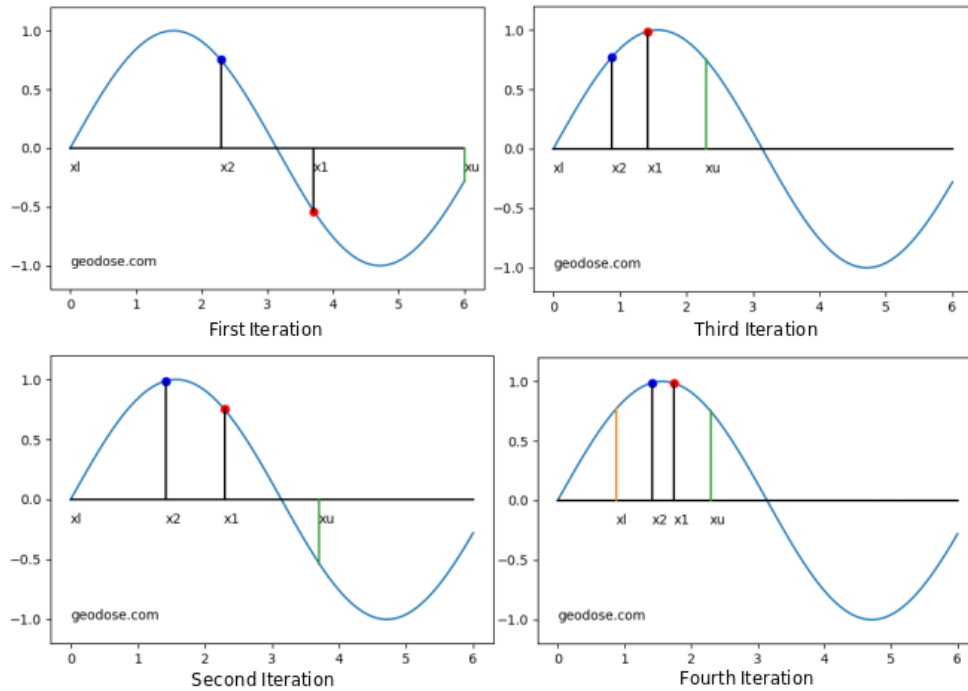 1.0
0.5
0.0
xl x2 x1 xu
−0.5
geodose.com
−1.0
0 1 2 3 4 5 6
First Iteration
1.0
0.5
0.0
xl x2 x1 xu
−0.5
geodose.com
−1.0
0 1 2 3 4 5 6
Third Iteration
1.0
0.5
0.0
xl x2 x1 xu
−0.5
geodose.com
−1.0
0 1 2 3 4 5 6
Second Iteration
1.0
0.5
0.0
xl x2 x1 xu
−0.5
geodose.com
−1.0
0 1 2 3 4 5 6
Fourth Iteration